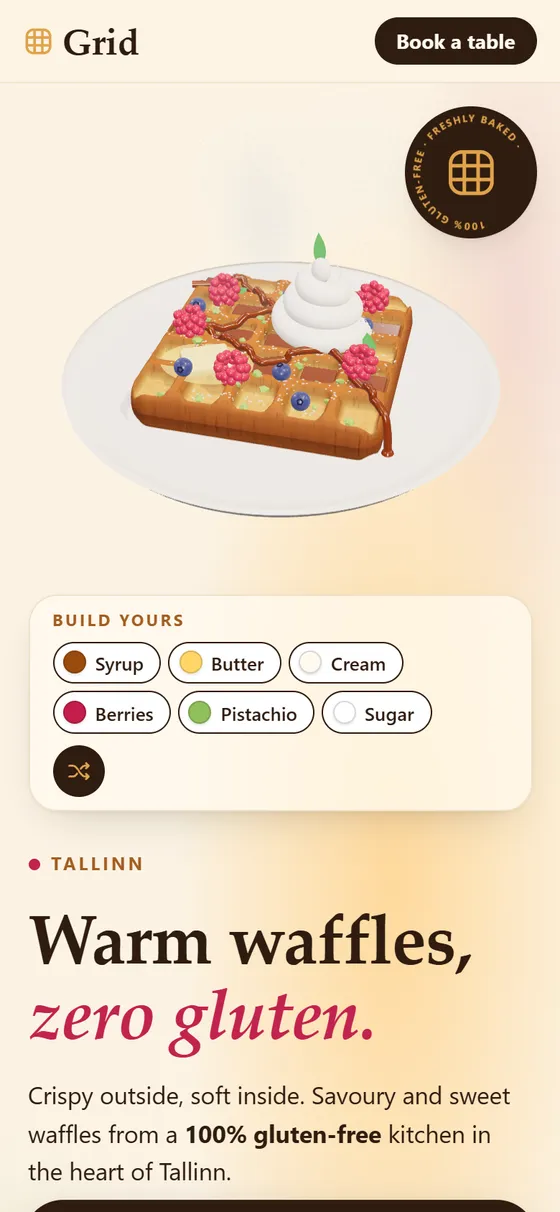 Grid
Book a table
100% GLUTEN-FREE · FRESHLY BAKED ·
BUILD YOURS
Syrup
Butter
Cream
Berries
Pistachio
Sugar
TALLINN
Warm waffles,
zero gluten.
Crispy outside, soft inside. Savoury and sweet
waffles from a 100% gluten-free kitchen in
the heart of Tallinn.